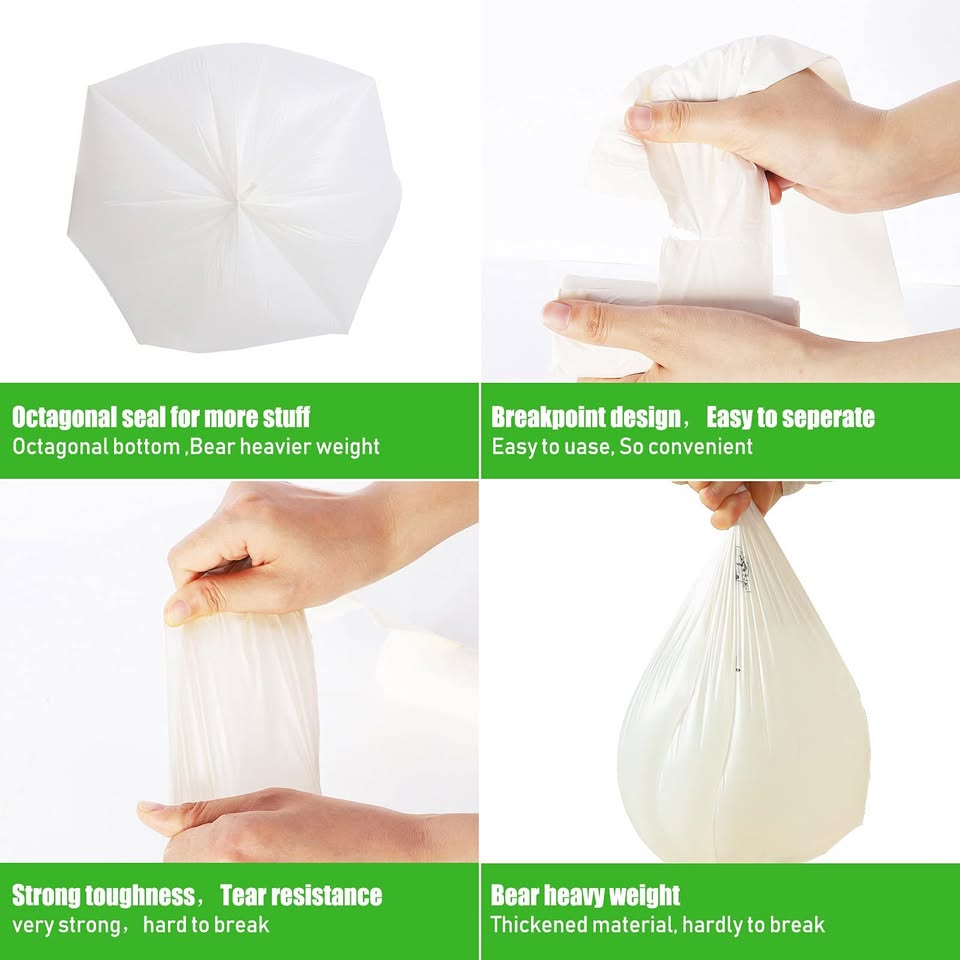 Octagonal seal for more stuff
Octagonal bottom ,Bear heavier weight
Breakpoint design， Easy to seperate
Easy to uase, So convenient
Strong toughness， Tear resistance
very strong， hard to break
Bear heavy weight
Thickened material, hardly to break